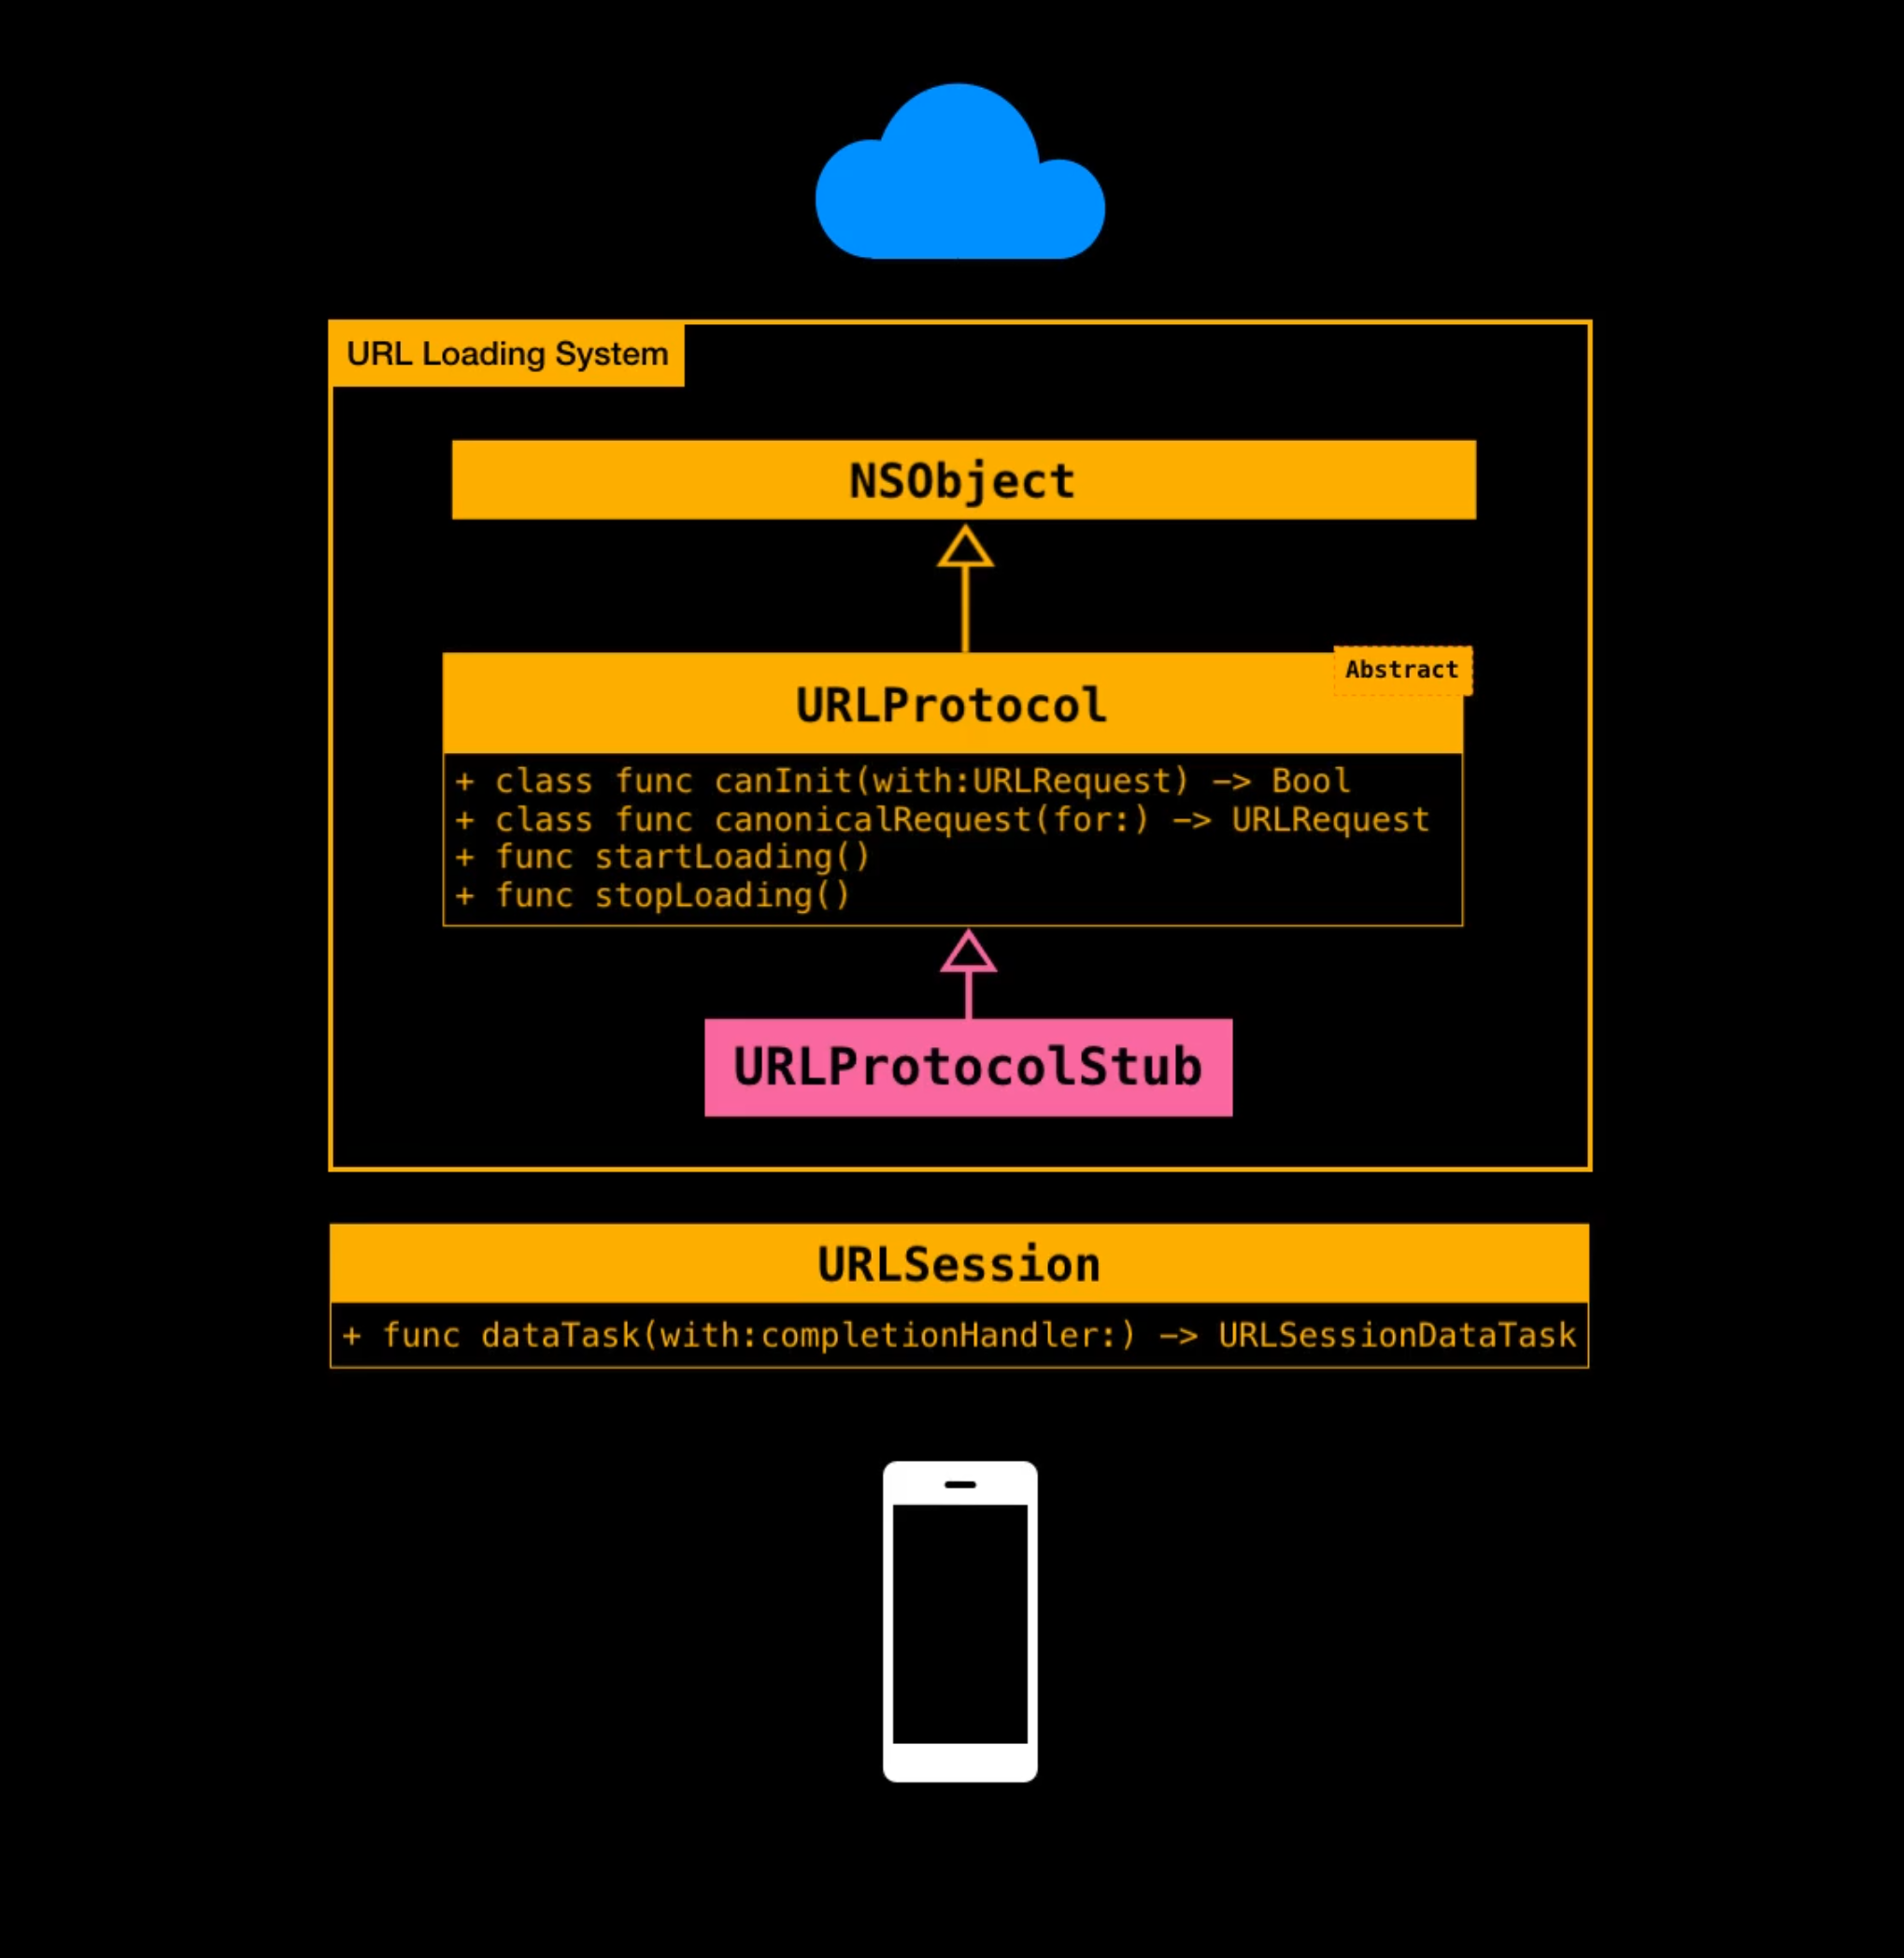 URL Loading System
NSObject
Abstract
URLProtocol
+ class func canInit(with:URLRequest) —> Bool
+ class func canonicalRequest(for:) —> URLRequest
+ func startLoading()
+ func stopLoading()
URLProtocolStub
URLSession
+ func dataTask(with:completionHandler:) —> URLSessionDataTask